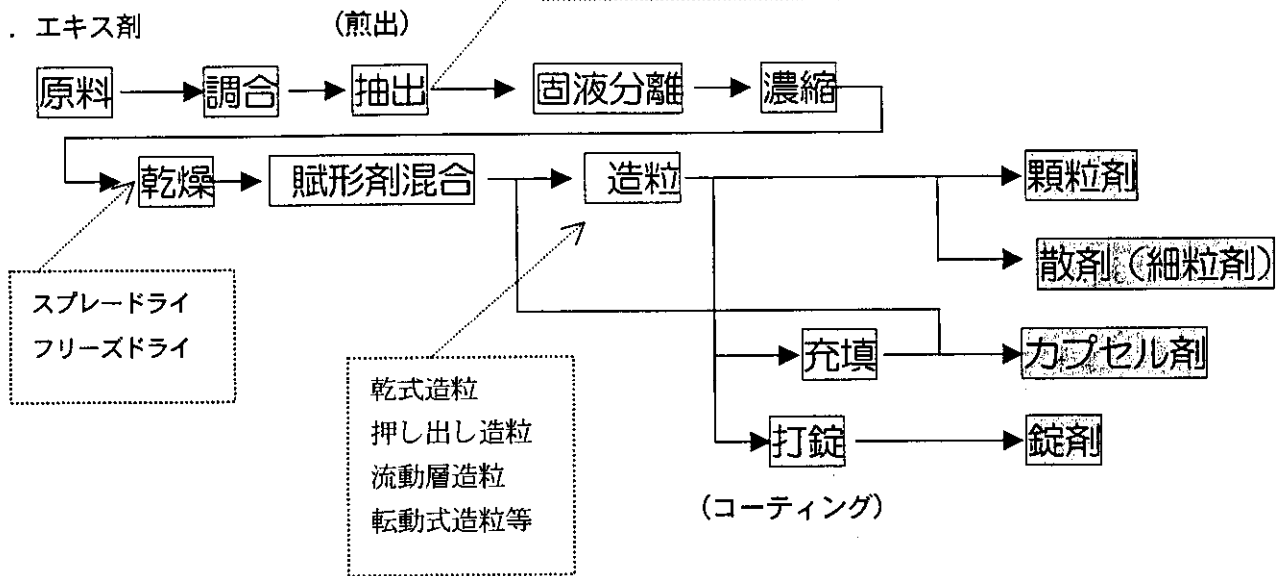 . エキス剤 (煎出)
原料 調合 抽出 固液分離 濃縮
乾燥 賦形剤混合 造粒 顆粒剤
散剤(細粒剤)
スプレードライ
フリーズドライ
充填 カプセル剤
乾式造粒
押し出し造粒
流動層造粒
転動式造粒等
打錠 錠剤
(コーティング)